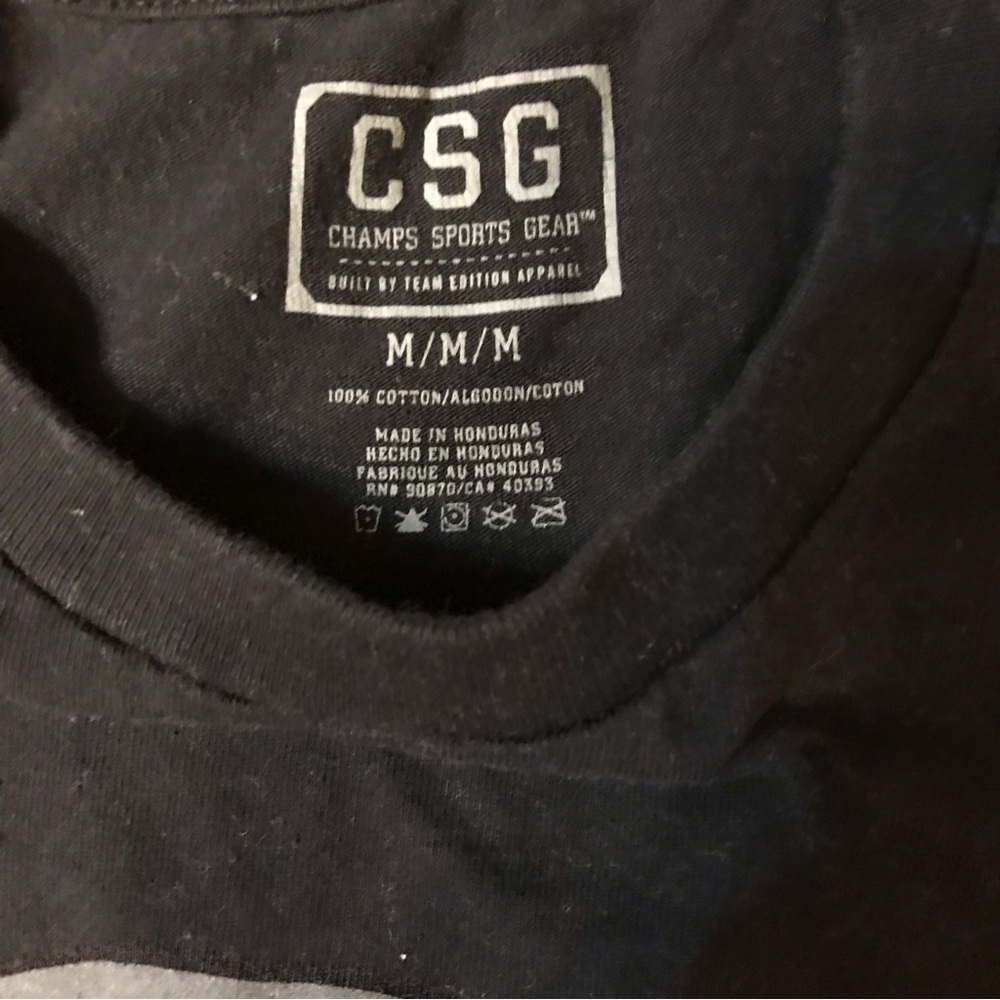 CSG
CHAMPS SPORTS GEAR™
BUILT BY TEAM EDITION APPAREL
M/M/M
100% COTTON/ALGODON/COTON
MADE IN HONDURAS
HECHO EN HONDURAS
FABRIQUE AU HONDURAS
RN# 90870/CA# 40393